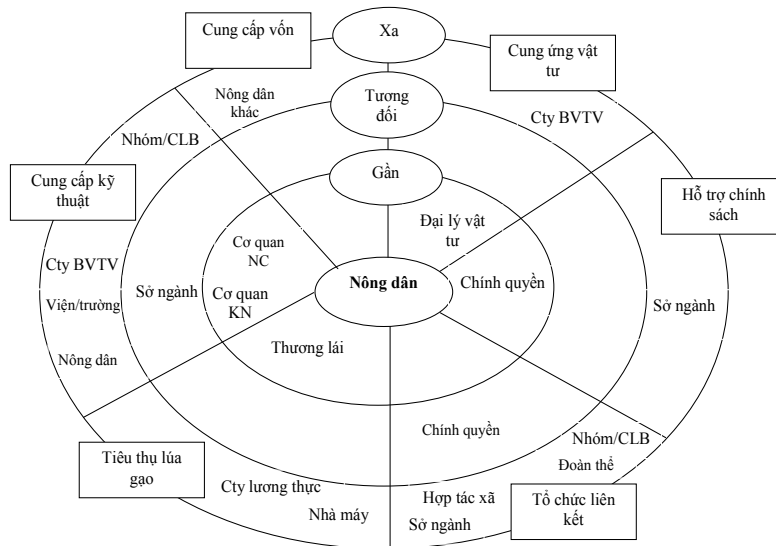 Cung cấp vốn
Xa
Cung ứng vật
tư
Nông dân
khác
Tương
đối
Cty BVTV
Nhóm/CLB
Cung cấp kỹ
thuật
Gần
Hỗ trợ chính
sách
Đại lý vật
tư
Cơ quan
NC
Cty BVTV
Sở ngành
Nông dân
Chính quyền
Cơ quan
KN
Viện/trường
Sở ngành
Thương lái
Nông dân
Chính quyền
Nhóm/CLB
Tiêu thụ lúa
gạo
Đoàn thể
Cty lương thực
Hợp tác xã
Tổ chức liên
kết
Nhà máy
Sở ngành